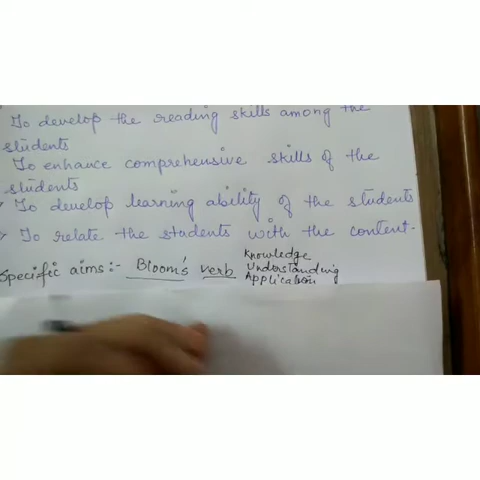 To develop the reading skills among the
students
To enhance comprehensive skills of the
students
To develop learning ability of the students
To relate the students with the content.
Specific aims:- Bloom's verb Knowledge
Understanding
Application